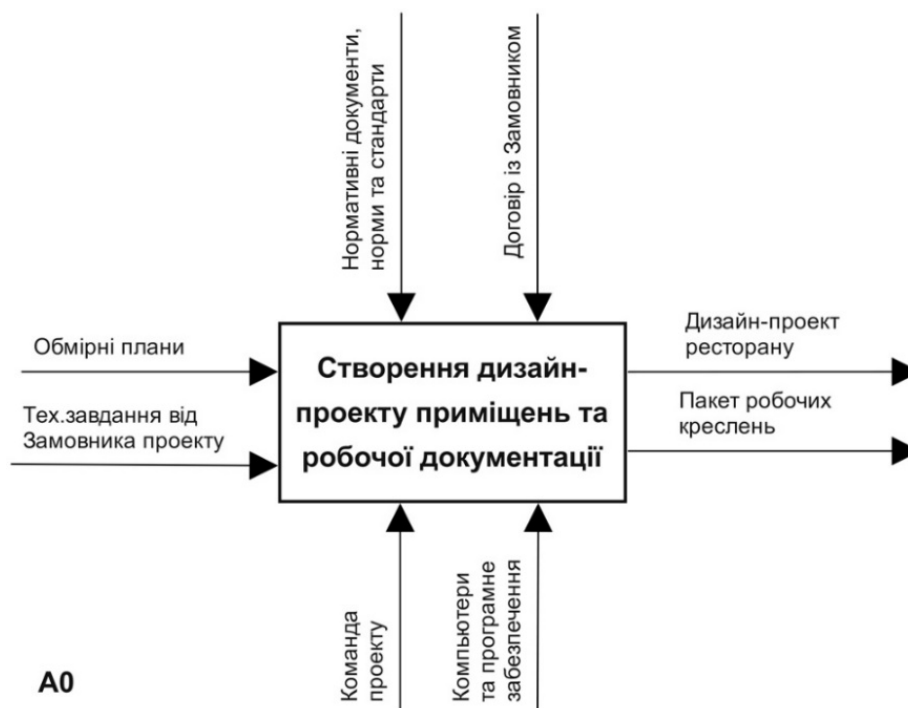 Нормативні документи,
норми та стандарти
Договір із Замовником
Обмірні плани
Тех.завдання від
Замовника проекту
Створення дизайн-
проекту приміщень та
робочої документації
Дизайн-проект
ресторану
Пакет робочих
креслень
Команда
проекту
Компьютери
та програмне
забезпечення
А0